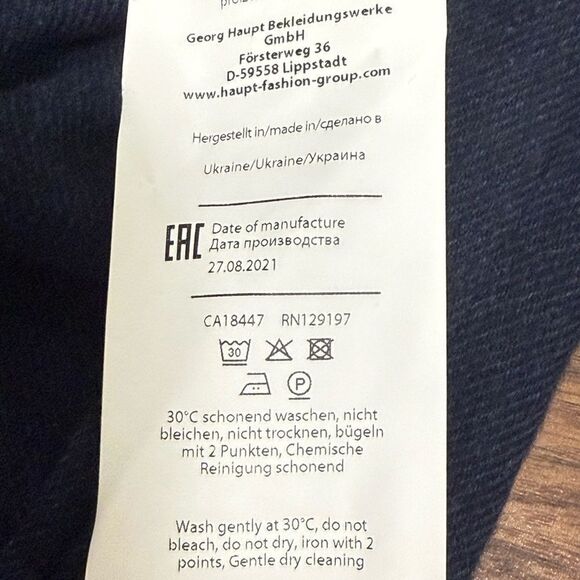 Georg Haupt Bekleidungswerke
GmbH
Försterweg 36
D-59558 Lippstadt
www.haupt-fashion-group.com
Hergestellt in/made in/сделано в
Ukraine/Ukraine/Украина
EAC
Date of manufacture
Дата производства
27.08.2021
CA18447 RN129197
30
P
30°C schonend waschen, nicht
bleichen, nicht trocknen, bügeln
mit 2 Punkten, Chemische
Reinigung schonend
Wash gently at 30°C, do not
bleach, do not dry, iron with 2
points, Gentle dry cleaning